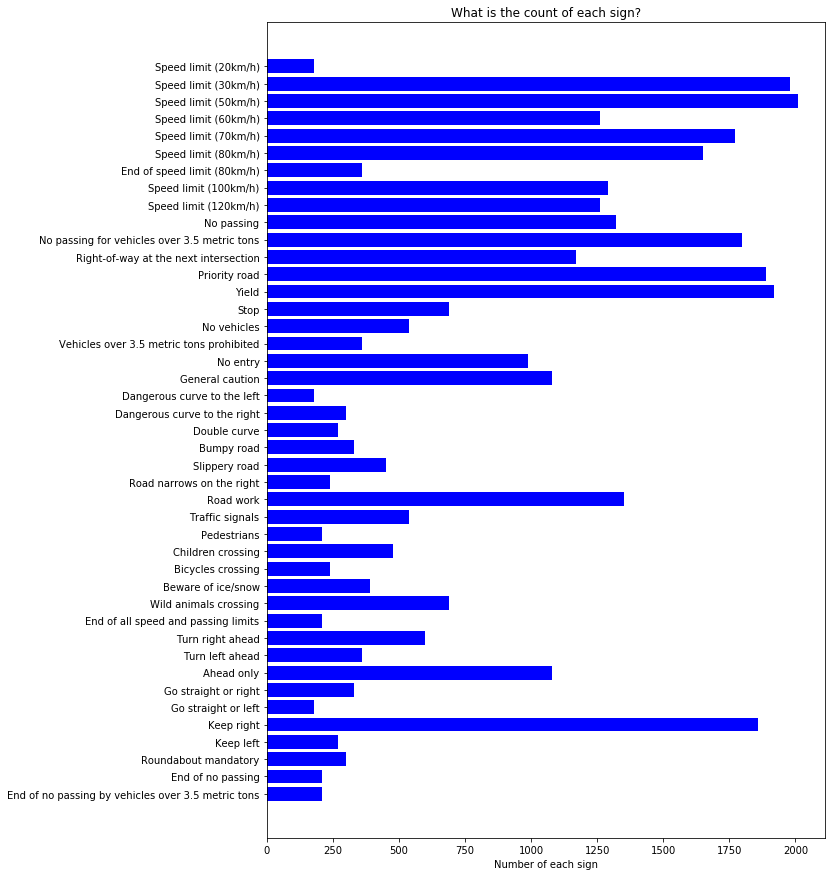 What is the count of each sign?
Speed limit (20km/h)
Speed limit (30km/h)
Speed limit (50km/h)
Speed limit (60km/h)
Speed limit (70km/h)
Speed limit (80km/h)
End of speed limit (80km/h)
Speed limit (100km/h)
Speed limit (120km/h)
No passing
No passing for vehicles over 3.5 metric tons
Right-of-way at the next intersection
Priority road
Yield
Stop
No vehicles
Vehicles over 3.5 metric tons prohibited
No entry
General caution
Dangerous curve to the left
Dangerous curve to the right
Double curve
Bumpy road
Slippery road
Road narrows on the right
Road work
Traffic signals
Pedestrians
Children crossing
Bicycles crossing
Beware of ice/snow
Wild animals crossing
End of all speed and passing limits
Turn right ahead
Turn left ahead
Ahead only
Go straight or right
Go straight or left
Keep right
Keep left
Roundabout mandatory
End of no passing
End of no passing by vehicles over 3.5 metric tons
0 250 500 750 1000 1250 1500 1750 2000
Number of each sign